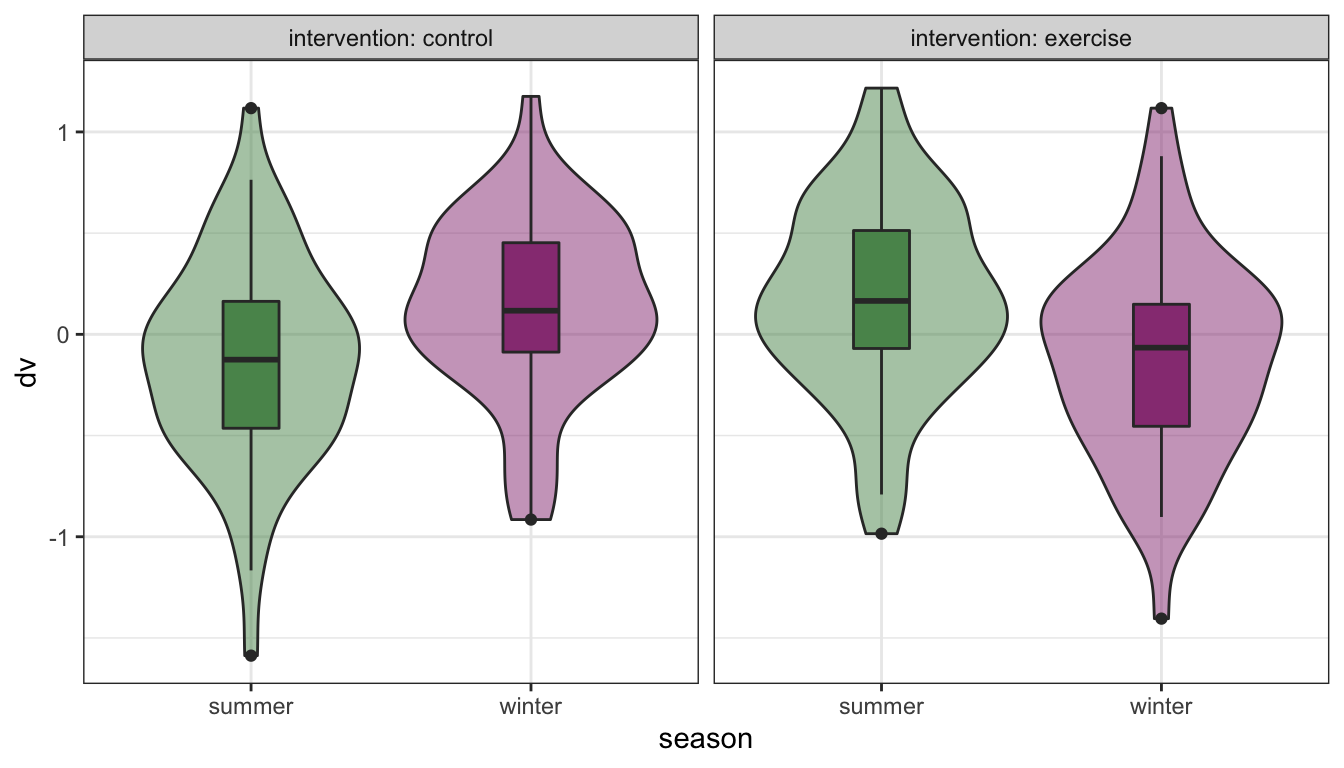 intervention: control
intervention: exercise
1
0
-1
dv
summer
winter
summer
winter
season